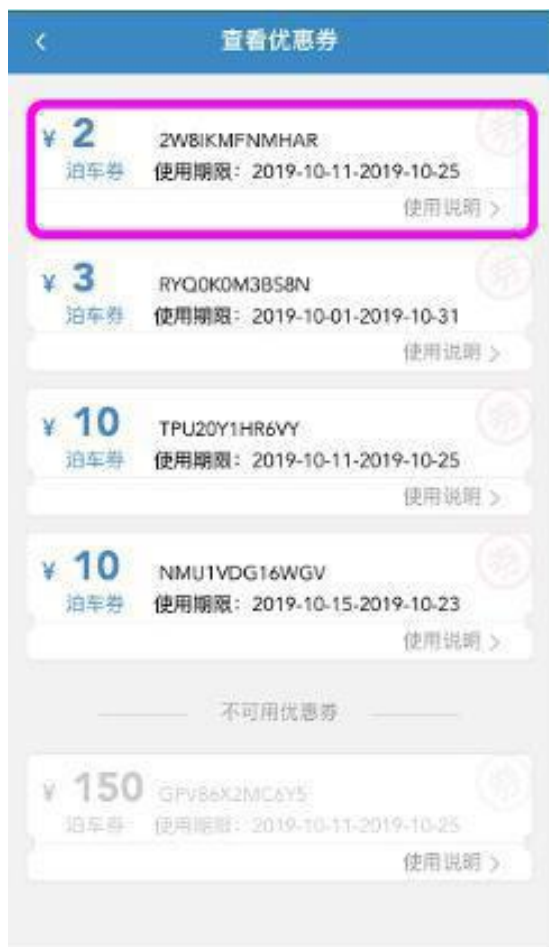 查看优惠券
¥ 2 2W8IKMFNMHAR
泊车券 使用期限：2019-10-11-2019-10-25
使用说明 >
¥ 3 RYQ0K0M3BS8N
泊车券 使用期限：2019-10-01-2019-10-31
使用说明 >
¥ 10 TPU20Y1HR6VY
泊车券 使用期限：2019-10-11-2019-10-25
使用说明 >
¥ 10 NMU1VDG16WGV
泊车券 使用期限：2019-10-15-2019-10-23
使用说明 >
不可用优惠券
¥ 150 GPVB6X2MC6Y5
泊车券 使用期限：2019-10-11-2019-10-25
使用说明 >